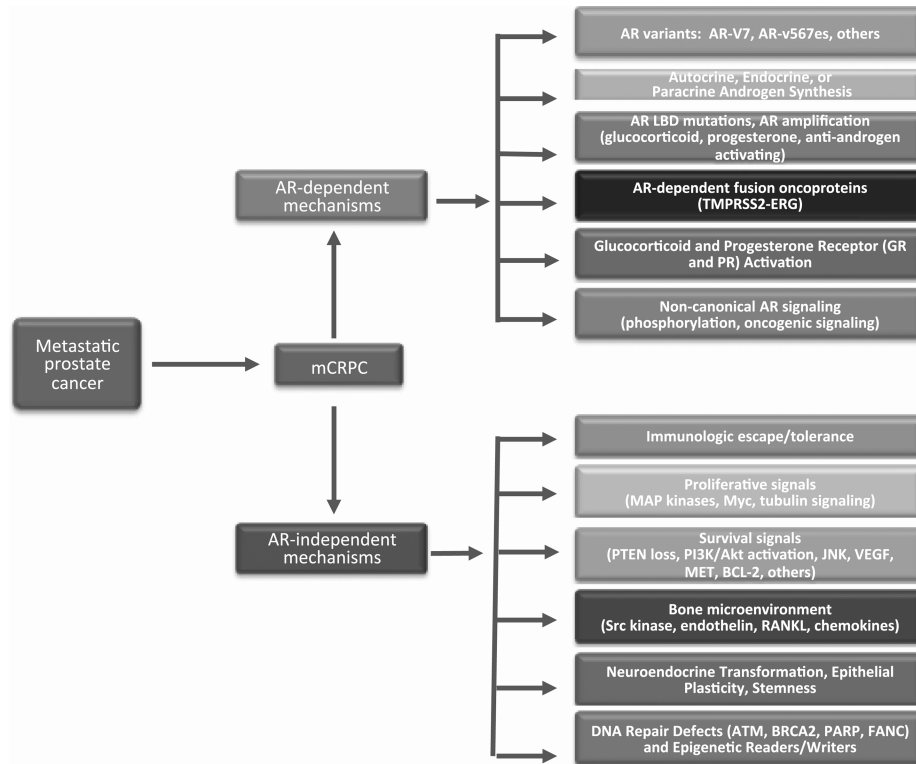 AR variants: AR-V7, AR-v567es, others
Autocrine, Endocrine, or
Paracrine Androgen Synthesis
AR LBD mutations, AR amplification
(glucocorticoid, progesterone, anti-androgen
activating)
AR-dependent
mechanisms
AR-dependent fusion oncoproteins
(TMPRSS2-ERG)
Glucocorticoid and Progesterone Receptor (GR
and PR) Activation
Non-canonical AR signaling
(phosphorylation, oncogenic signaling)
Metastatic
prostate
cancer
mCRPC
Immunologic escape/tolerance
Proliferative signals
(MAP kinases, Myc, tubulin signaling)
AR-independent
mechanisms
Survival signals
(PTEN loss, PI3K/Akt activation, JNK, VEGF,
MET, BCL-2, others)
Bone microenvironment
(Src kinase, endothelin, RANKL, chemokines)
Neuroendocrine Transformation, Epithelial
Plasticity, Stemness
DNA Repair Defects (ATM, BRCA2, PARP, FANC)
and Epigenetic Readers/Writers